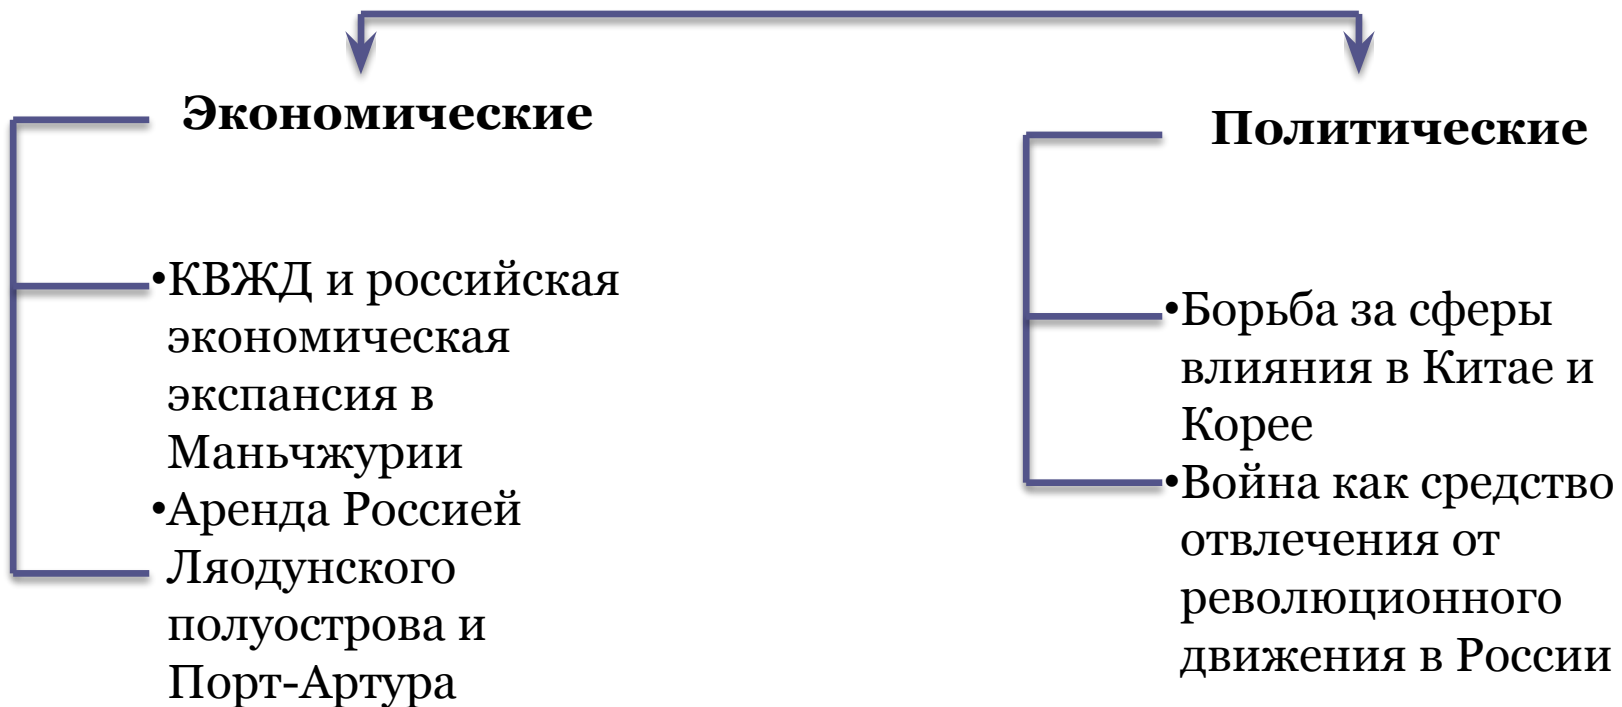 Экономические
•КВЖД и российская
экономическая
экспансия в
Маньчжурии
•Аренда Россией
Ляодунского
полуострова и
Порт-Артура
Политические
•Борьба за сферы
влияния в Китае и
Корее
•Война как средство
отвлечения от
революционного
движения в России